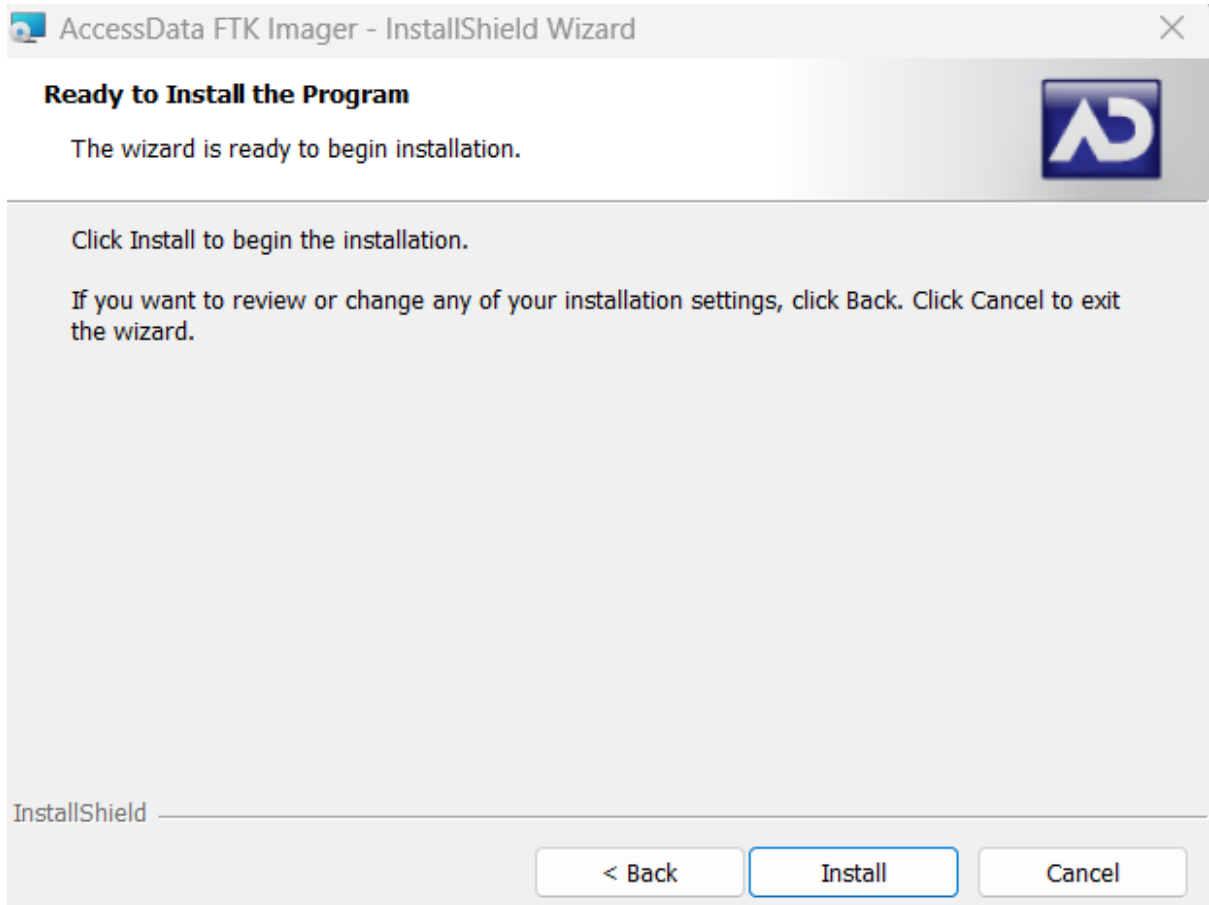 AccessData FTK Imager - InstallShield Wizard
Ready to Install the Program
The wizard is ready to begin installation.
AD
Click Install to begin the installation.
If you want to review or change any of your installation settings, click Back. Click Cancel to exit
the wizard.
InstallShield
< Back
Install
Cancel